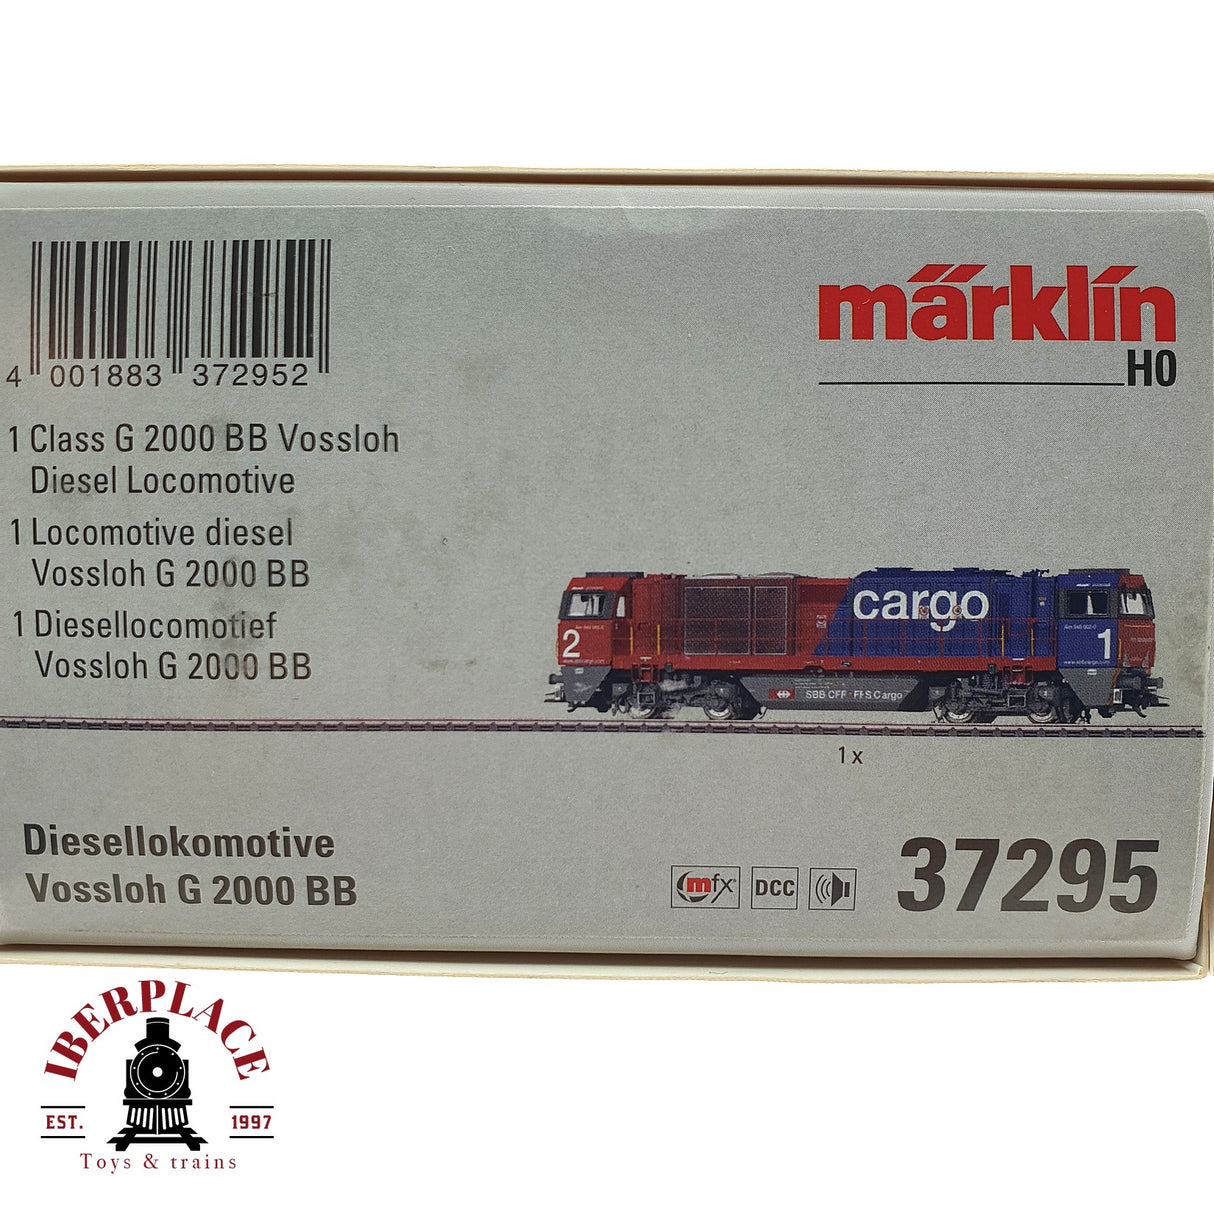 4 001883 372952
märklin
H0
1 Class G 2000 BB Vossloh
Diesel Locomotive
1 Locomotive diesel
Vossloh G 2000 BB
1 Diesellocomotief
Vossloh G 2000 BB
cargo
2
1
SBB CFF FFS Cargo
1 x
Diesellokomotive
Vossloh G 2000 BB
mfx
DCC
37295
IBERPLACE
EST. 1997
Toys & trains